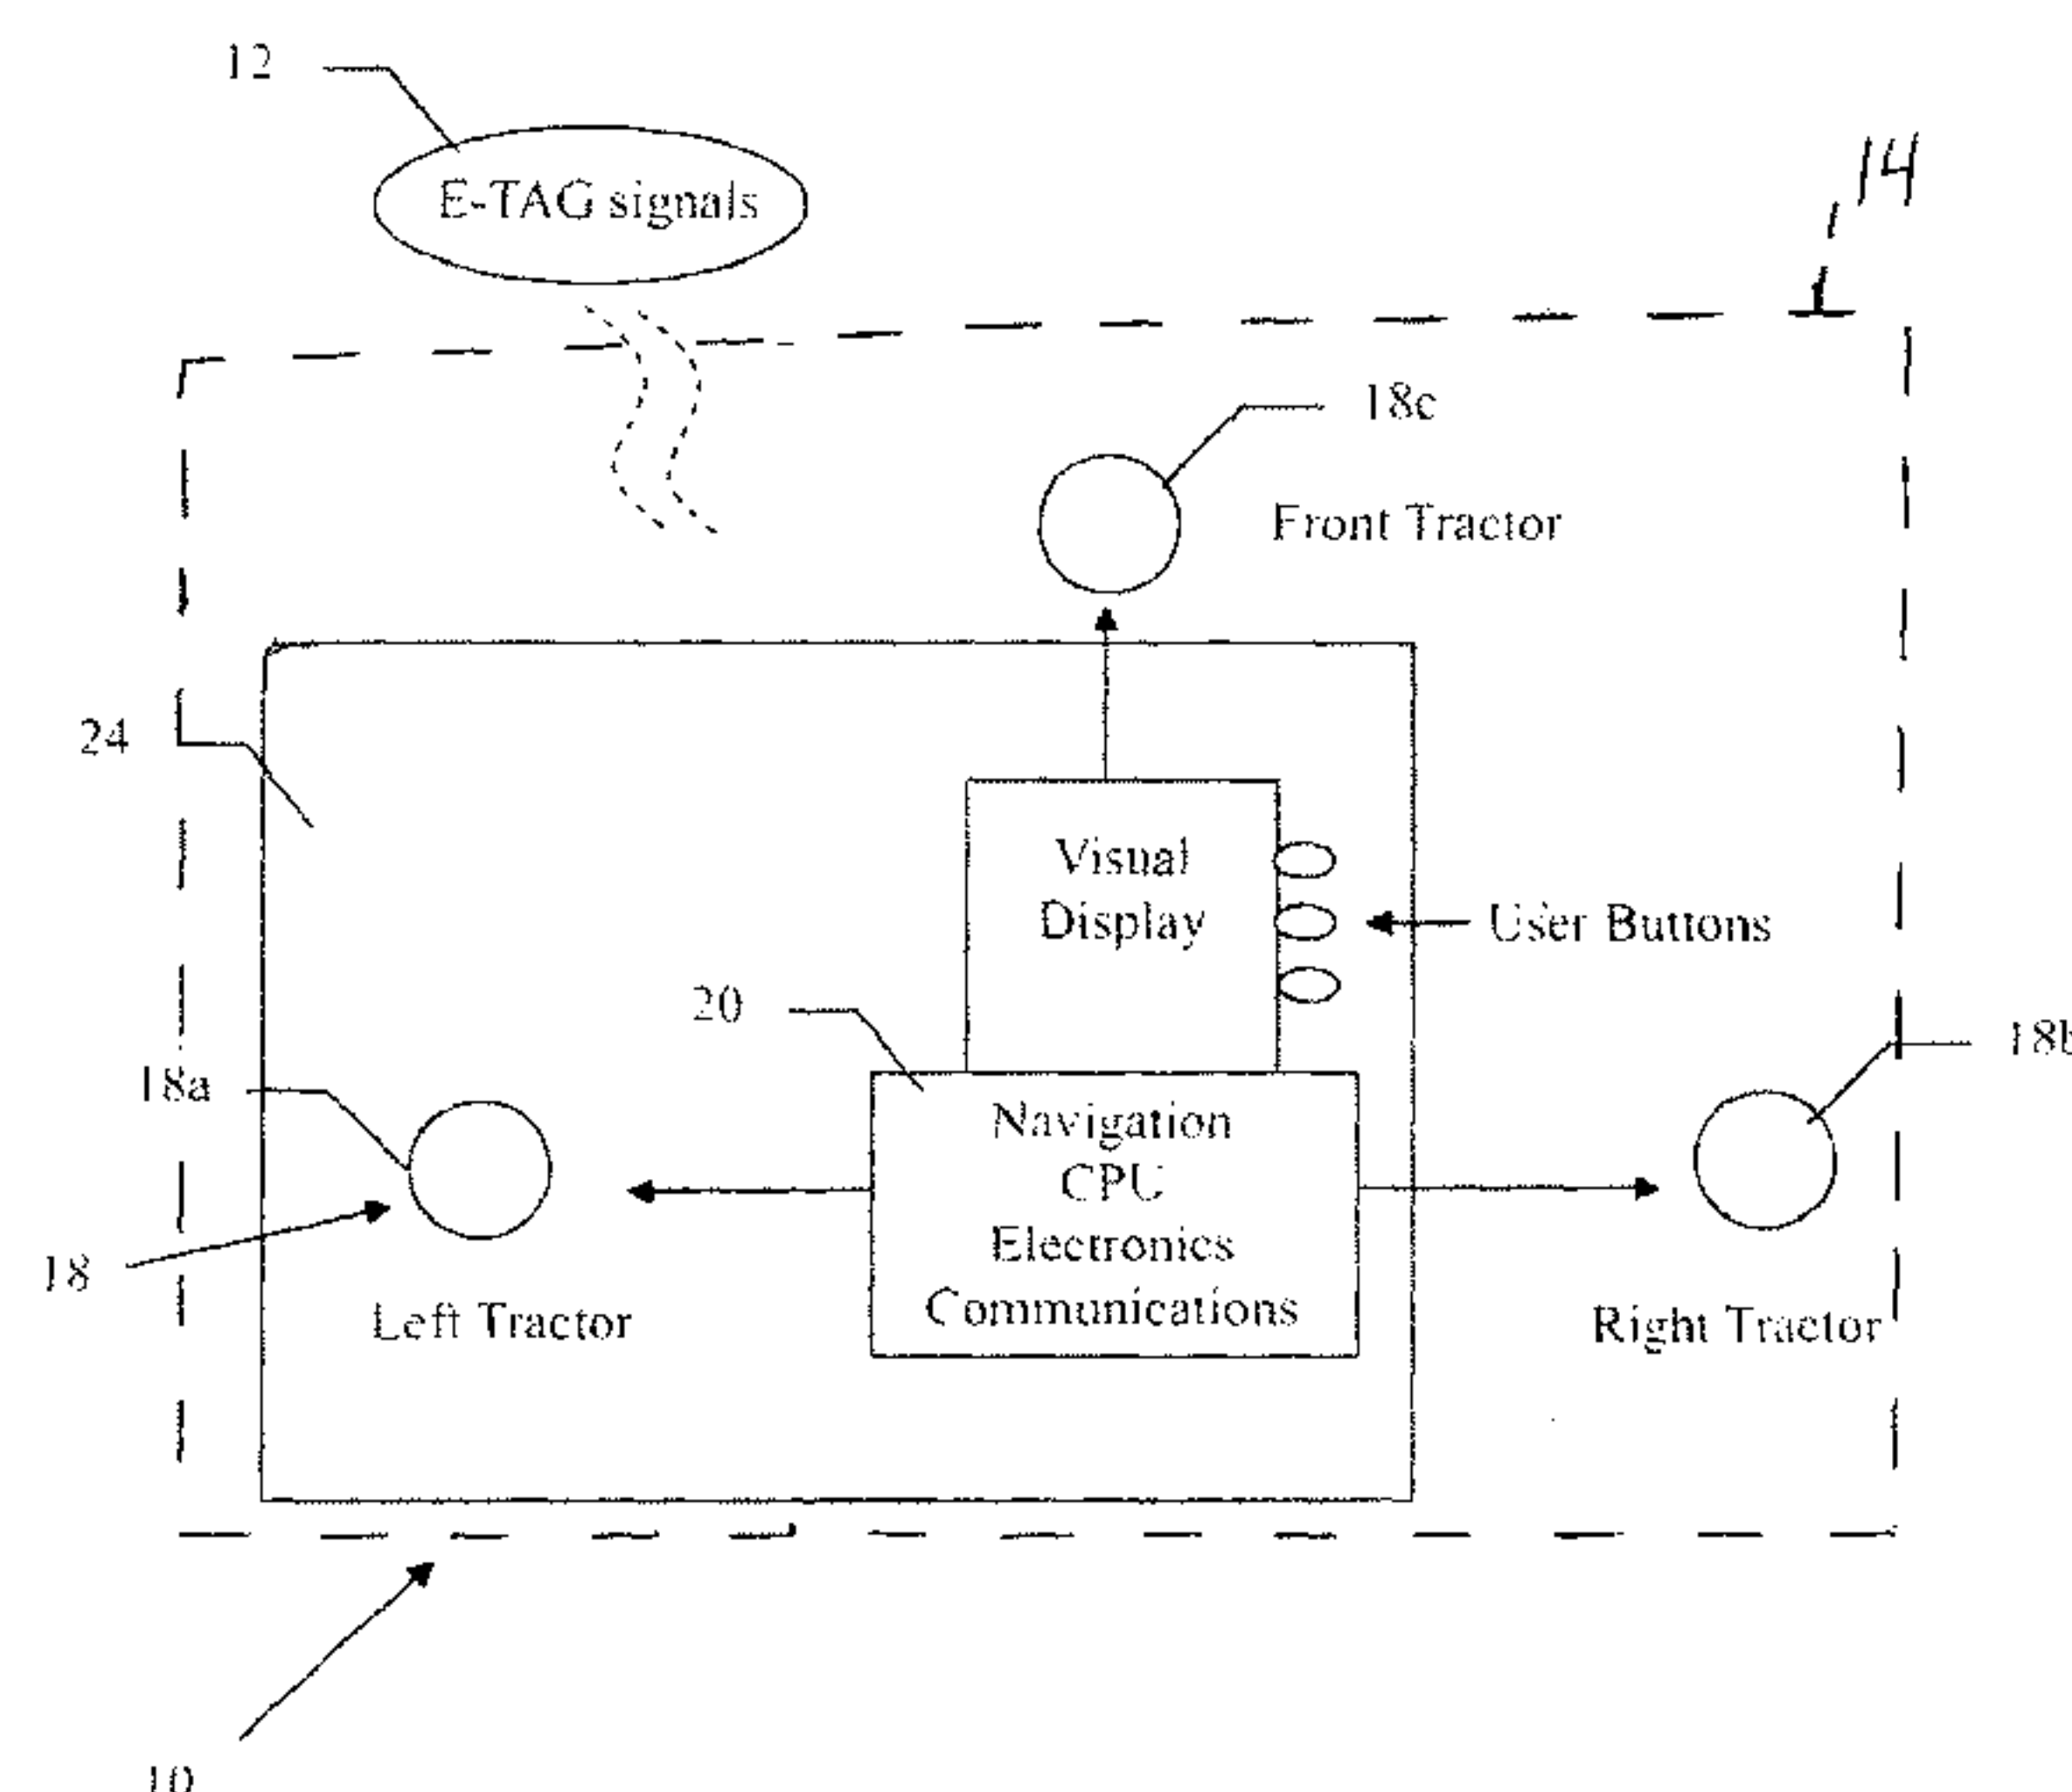 12
E-TAG signals
14
18c
Front Tractor
24
Visual
Display
User Buttons
20
18b
18a
Navigation
CPU
Electronics
Communications
18
Left Tractor
Right Tractor
10